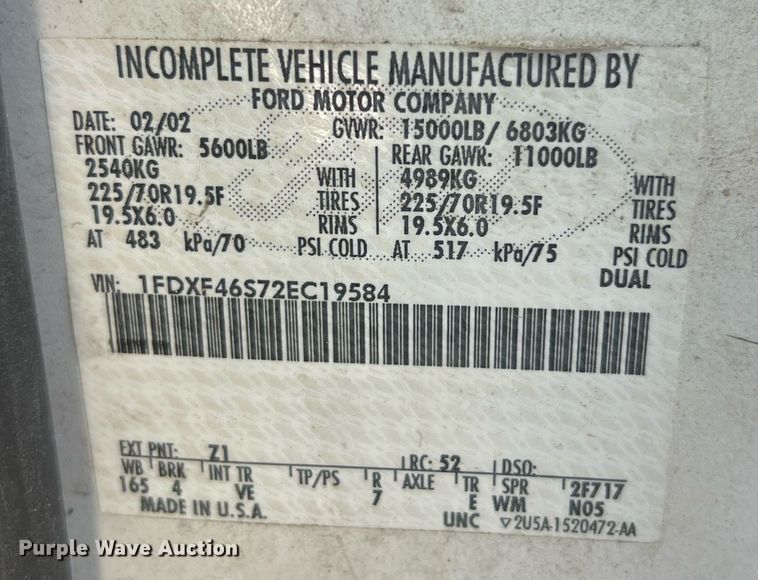 INCOMPLETE VEHICLE MANUFACTURED BY
FORD MOTOR COMPANY
DATE: 02/02 GVWR: 15000LB/ 6803KG
FRONT GAWR: 5600LB REAR GAWR: 11000LB
2540KG WITH 4989KG WITH
225/70R19.5F TIRES 225/70R19.5F TIRES
19.5X6.0 RIMS 19.5X6.0 RIMS
AT 483 kPa/70 PSI COLD AT 517 kPa/75 PSI COLD
DUAL
VIN: 1FDXF46S72EC19584
EXT PNT: Z1 RC: 52 DSO:
WB BRK INT TR TP/PS R AXLE TR SPR 2F717
165 4 VE 7 E WM N05
MADE IN U.S.A. UNC ▽2U5A-1520472-AA
Purple Wave Auction